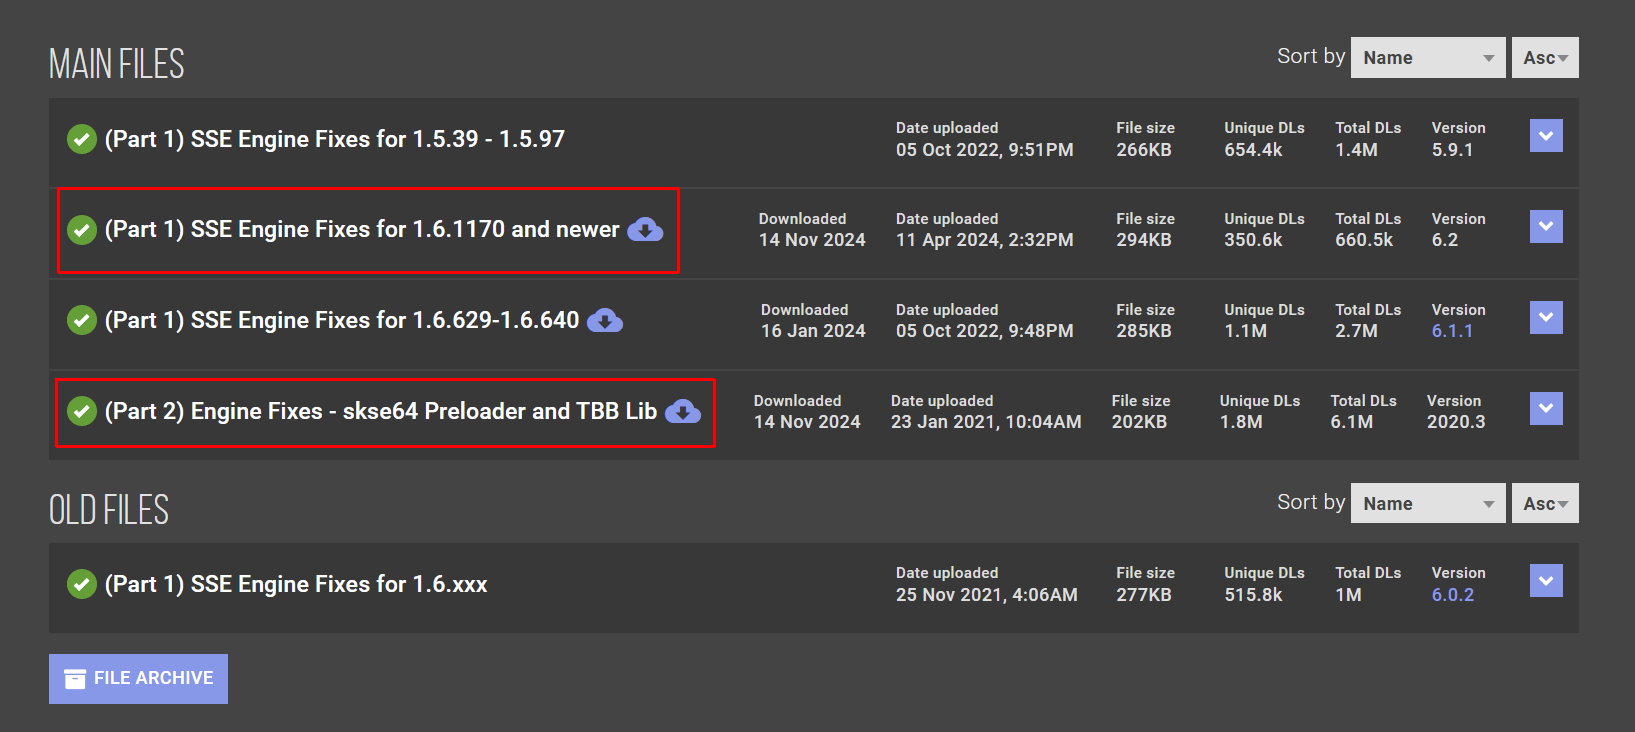 MAIN FILES
Sort by Name Asc
(Part 1) SSE Engine Fixes for 1.5.39 - 1.5.97
Date uploaded File size Unique DLs Total DLs Version
05 Oct 2022, 9:51PM 266KB 654.4k 1.4M 5.9.1
(Part 1) SSE Engine Fixes for 1.6.1170 and newer
Downloaded Date uploaded File size Unique DLs Total DLs Version
14 Nov 2024 11 Apr 2024, 2:32PM 294KB 350.6k 660.5k 6.2
(Part 1) SSE Engine Fixes for 1.6.629-1.6.640
Downloaded Date uploaded File size Unique DLs Total DLs Version
16 Jan 2024 05 Oct 2022, 9:48PM 285KB 1.1M 2.7M 6.1.1
(Part 2) Engine Fixes - skse64 Preloader and TBB Lib
Downloaded Date uploaded File size Unique DLs Total DLs Version
14 Nov 2024 23 Jan 2021, 10:04AM 202KB 1.8M 6.1M 2020.3
OLD FILES
Sort by Name Asc
(Part 1) SSE Engine Fixes for 1.6.xxx
Date uploaded File size Unique DLs Total DLs Version
25 Nov 2021, 4:06AM 277KB 515.8k 1M 6.0.2
FILE ARCHIVE